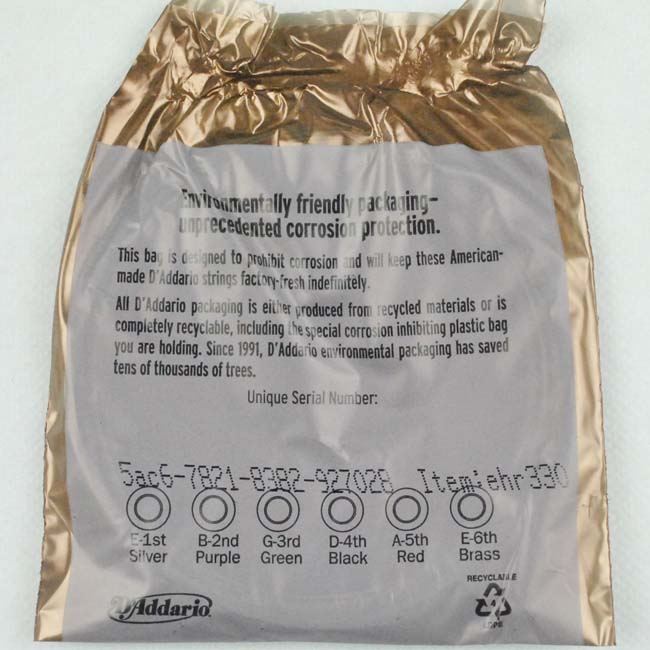 Environmentally friendly packaging–
unprecedented corrosion protection.
This bag is designed to prohibit corrosion and will keep these American-
made D'Addario strings factory-fresh indefinitely.
All D'Addario packaging is either produced from recycled materials or is
completely recyclable, including the special corrosion inhibiting plastic bag
you are holding. Since 1991, D'Addario environmental packaging has saved
tens of thousands of trees.
Unique Serial Number:
5ac6-7821-8382-927028 Item:ehr330
E-1st B-2nd G-3rd D-4th A-5th E-6th
Silver Purple Green Black Red Brass
RECYCLABLE
D'Addario
4
LDPE